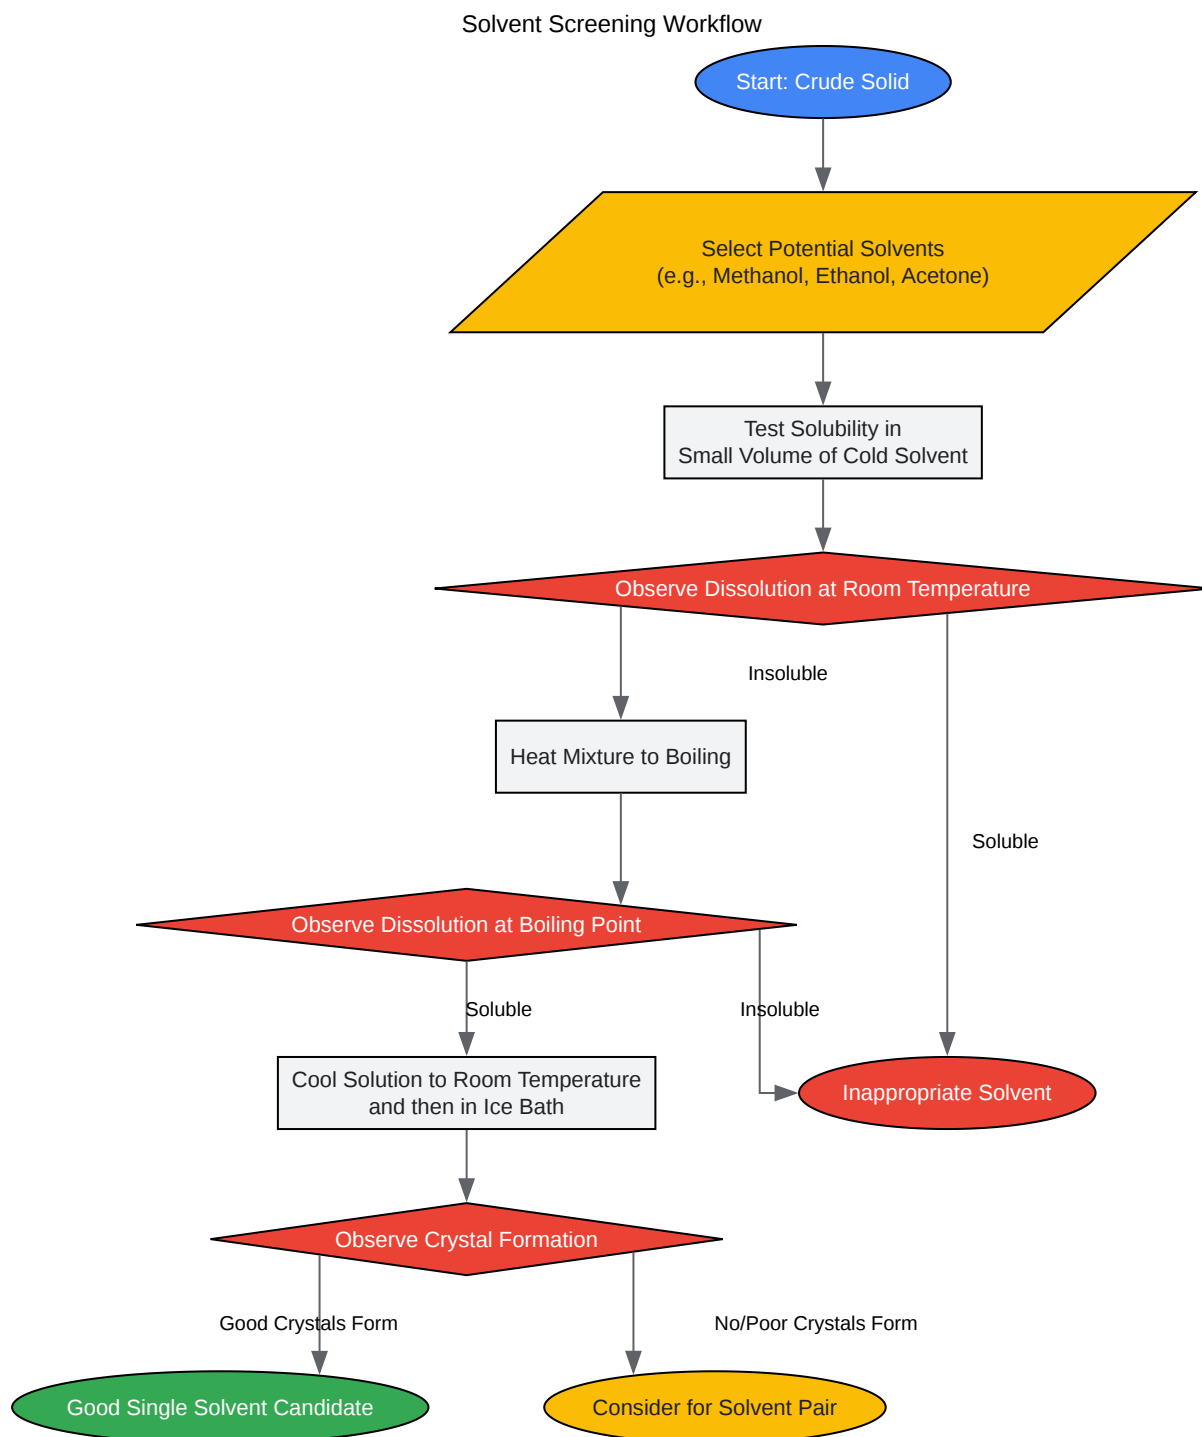 Solvent Screening Workflow
Start: Crude Solid
Select Potential Solvents
(e.g., Methanol, Ethanol, Acetone)
Test Solubility in
Small Volume of Cold Solvent
Observe Dissolution at Room Temperature
Insoluble
Heat Mixture to Boiling
Soluble
Observe Dissolution at Boiling Point
Soluble
Insoluble
Cool Solution to Room Temperature
and then in Ice Bath
Inappropriate Solvent
Observe Crystal Formation
Good Crystals Form
No/Poor Crystals Form
Good Single Solvent Candidate
Consider for Solvent Pair